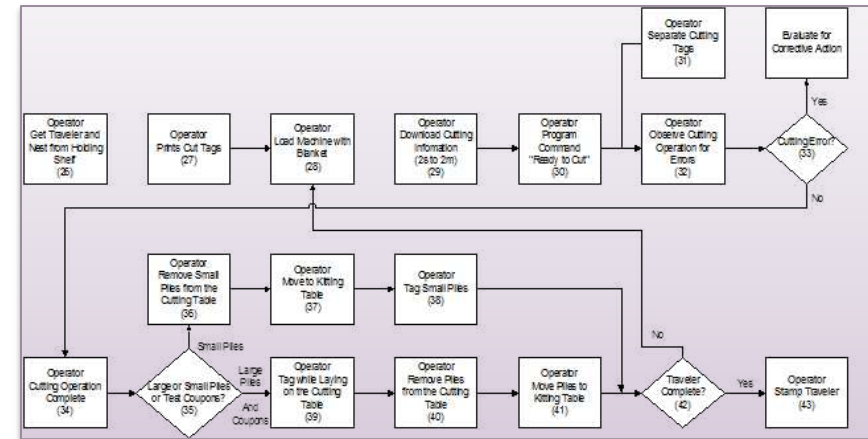 Operator
Separate Cutting
Tags
(31)
Evaluate for
Corrective Action
Yes
Operator
Get Traveler and
Nest from Holding
Shelf
(26)
Operator
Prints Cut Tags
(27)
Operator
Load Machine with
Blanket
(28)
Operator
Download Cutting
Infomation
(2s to 2m)
(29)
Operator
Program
Command
"Ready to Cut"
(30)
Operator
Observe Cutting
Operation for
Errors
(32)
Cutting Error?
(33)
No
Operator
Remove Small
Piles from the
Cutting Table
(36)
Operator
Move to Kitting
Table
(37)
Operator
Tag Small Piles
(38)
Small Piles
No
Operator
Cutting Operation
Complete
(34)
Large or Small Piles
or Test Coupons?
(35)
Large
Piles
And
Coupons
Operator
Tag while Laying
on the Cutting
Table
(39)
Operator
Remove Piles
from the Cutting
Table
(40)
Operator
Move Piles to
Kitting Table
(41)
Traveler
Complete?
(42)
Yes
Operator
Stamp Traveler
(43)